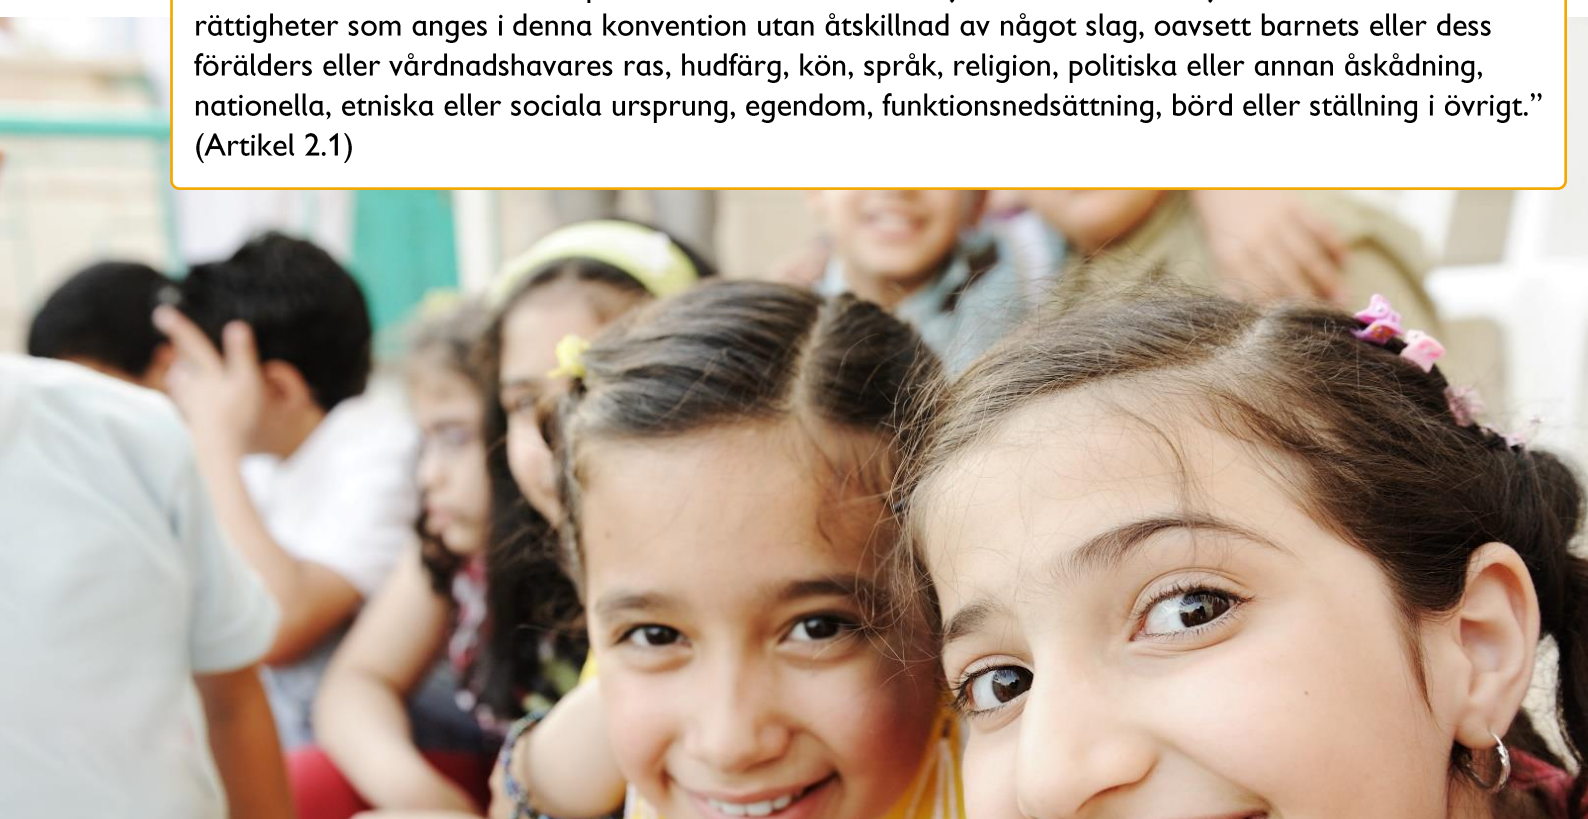 rättigheter som anges i denna konvention utan åtskillnad av något slag, oavsett barnets eller dess
förälders eller vårdnadshavares ras, hudfärg, kön, språk, religion, politiska eller annan åskådning,
nationella, etniska eller sociala ursprung, egendom, funktionsnedsättning, börd eller ställning i övrigt.”
(Artikel 2.1)